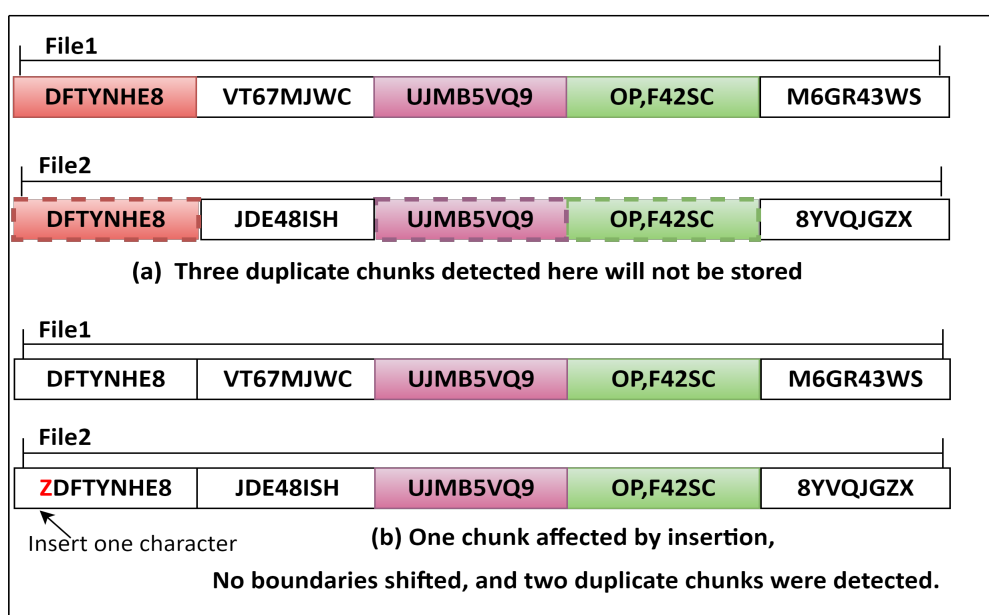 File1
DFTYNHE8 VT67MJWC UJMB5VQ9 OP,F42SC M6GR43WS
File2
DFTYNHE8 JDE48ISH UJMB5VQ9 OP,F42SC 8YVQJGZX
(a) Three duplicate chunks detected here will not be stored
File1
DFTYNHE8 VT67MJWC UJMB5VQ9 OP,F42SC M6GR43WS
File2
ZDFTYNHE8 JDE48ISH UJMB5VQ9 OP,F42SC 8YVQJGZX
Insert one character
(b) One chunk affected by insertion,
No boundaries shifted, and two duplicate chunks were detected.